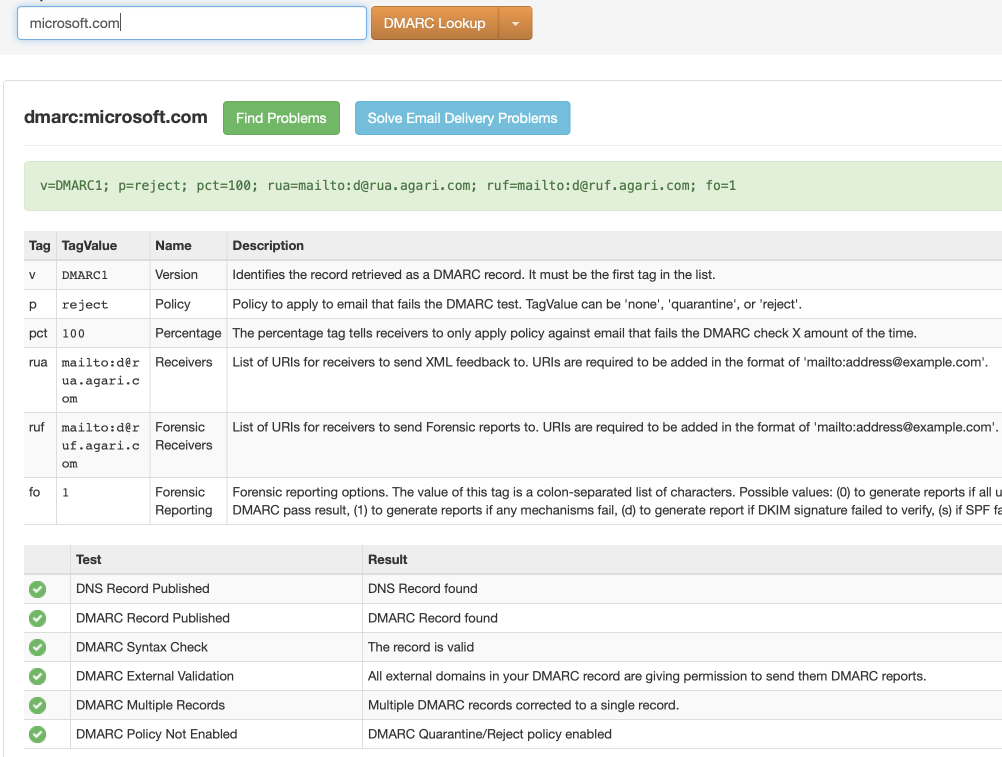 microsoft.com
DMARC Lookup
dmarc:microsoft.com Find Problems Solve Email Delivery Problems
v=DMARC1; p=reject; pct=100; rua=mailto:d@rua.agari.com; ruf=mailto:d@ruf.agari.com; fo=1
Tag TagValue Name Description
v DMARC1 Version Identifies the record retrieved as a DMARC record. It must be the first tag in the list.
p reject Policy Policy to apply to email that fails the DMARC test. TagValue can be 'none', 'quarantine', or 'reject'.
pct 100 Percentage The percentage tag tells receivers to only apply policy against email that fails the DMARC check X amount of the time.
rua mailto:d@r Receivers List of URIs for receivers to send XML feedback to. URIs are required to be added in the format of 'mailto:address@example.com'.
ua.agari.c
om
ruf mailto:d@r Forensic List of URIs for receivers to send Forensic reports to. URIs are required to be added in the format of 'mailto:address@example.com'.
uf.agari.c Receivers
om
fo 1 Forensic Forensic reporting options. The value of this tag is a colon-separated list of characters. Possible values: (0) to generate reports if all
Reporting DMARC pass result, (1) to generate reports if any mechanisms fail, (d) to generate report if DKIM signature failed to verify, (s) if SPF
Test Result
DNS Record Published DNS Record found
DMARC Record Published DMARC Record found
DMARC Syntax Check The record is valid
DMARC External Validation All external domains in your DMARC record are giving permission to send them DMARC reports.
DMARC Multiple Records Multiple DMARC records corrected to a single record.
DMARC Policy Not Enabled DMARC Quarantine/Reject policy enabled